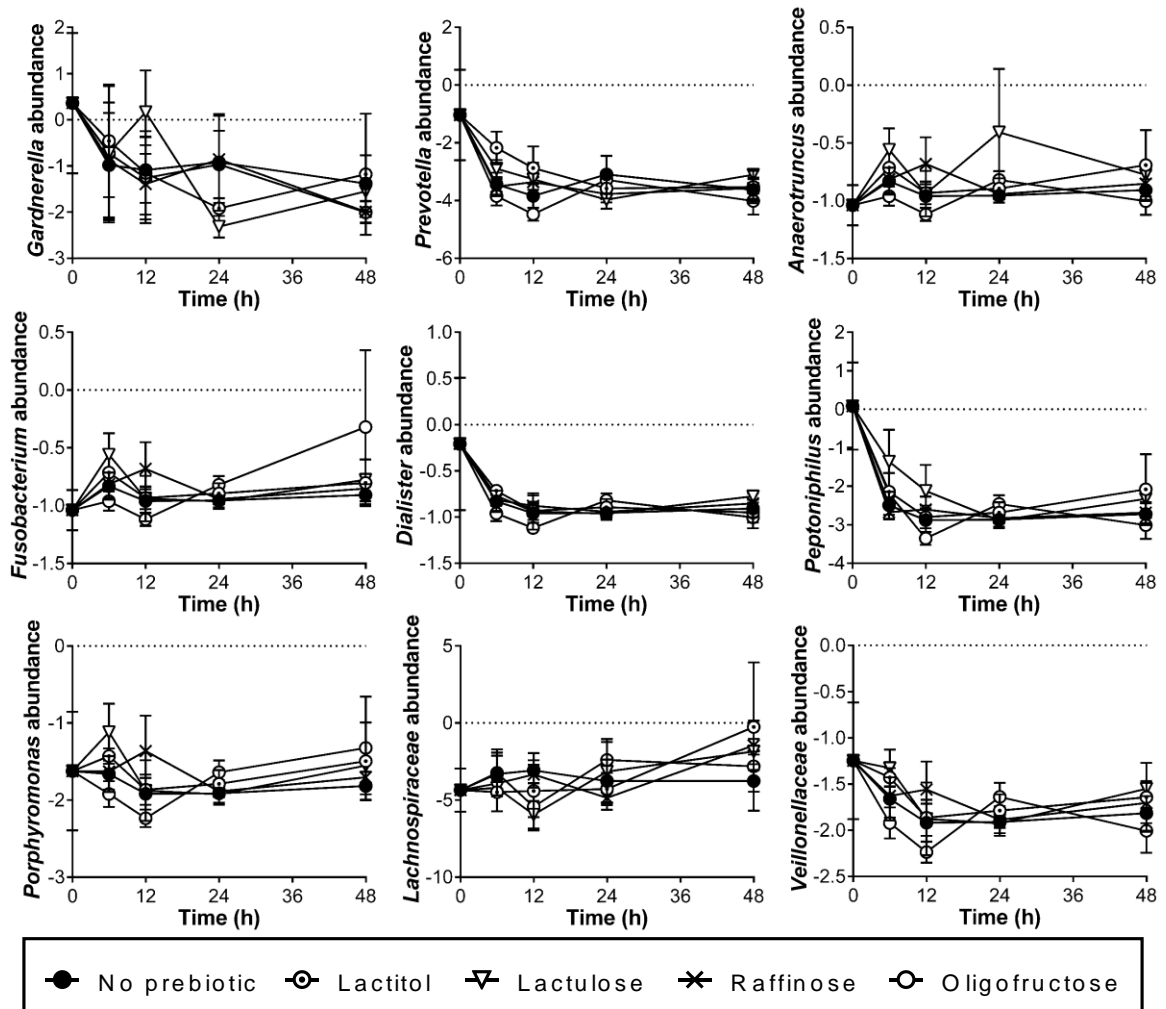 Gardnerella abundance
2
1
0
-1
-2
-3
0 12 24 36 48
Time (h)
Prevotella abundance
2
0
-2
-4
-6
0 12 24 36 48
Time (h)
Anaerotruncus abundance
0.5
0.0
-0.5
-1.0
-1.5
0 12 24 36 48
Time (h)
Fusobacterium abundance
0.5
0.0
-0.5
-1.0
-1.5
0 12 24 36 48
Time (h)
Dialister abundance
1.0
0.5
0.0
-0.5
-1.0
-1.5
0 12 24 36 48
Time (h)
Peptoniphilus abundance
2
1
0
-1
-2
-3
-4
0 12 24 36 48
Time (h)
Porphyromonas abundance
0
-1
-2
-3
0 12 24 36 48
Time (h)
Lachnospiraceae abundance
5
0
-5
-10
0 12 24 36 48
Time (h)
Veillonellaceae abundance
0.0
-0.5
-1.0
-1.5
-2.0
-2.5
0 12 24 36 48
Time (h)
No prebiotic Lactitol Lactulose Raffinose Oligofructose